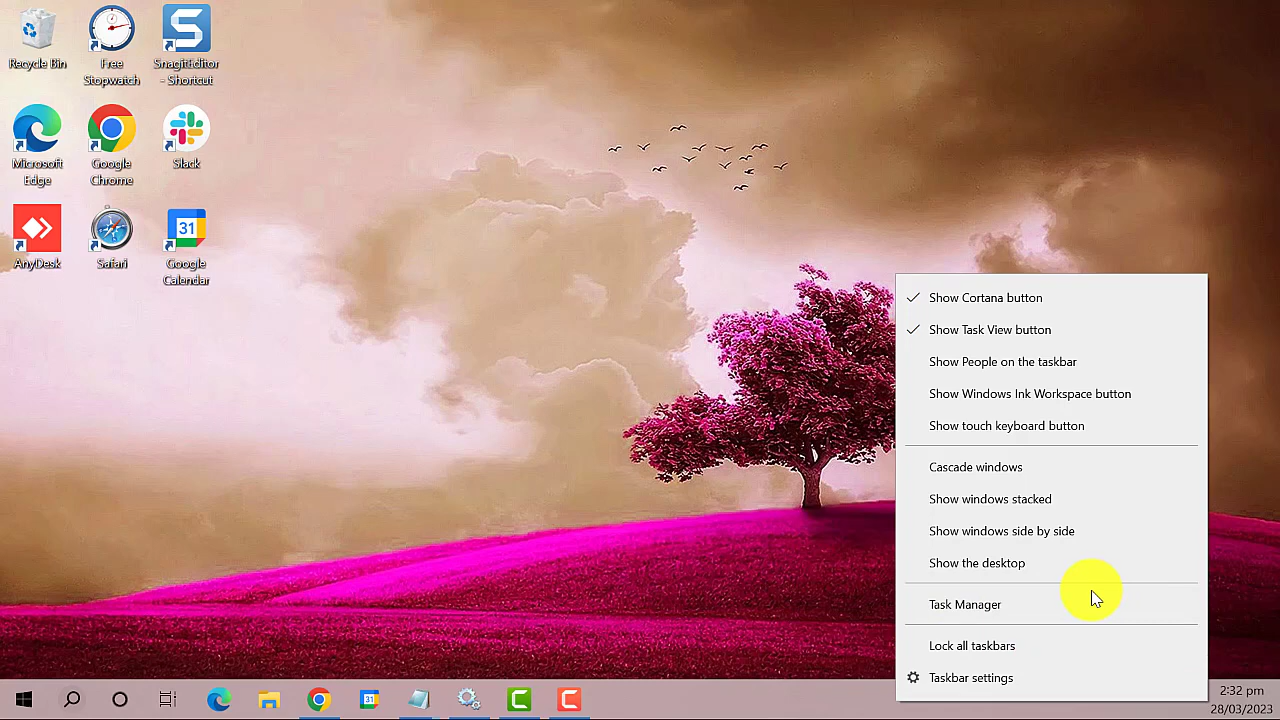 Recycle Bin
Free
Stopwatch
SnagitEditor
- Shortcut
Microsoft
Edge
Google
Chrome
Slack
AnyDesk
Safari
31
Google
Calendar
Show Cortana button
Show Task View button
Show People on the taskbar
Show Windows Ink Workspace button
Show touch keyboard button
Cascade windows
Show windows stacked
Show windows side by side
Show the desktop
Task Manager
Lock all taskbars
Taskbar settings
31
2:32 pm
28/03/2023